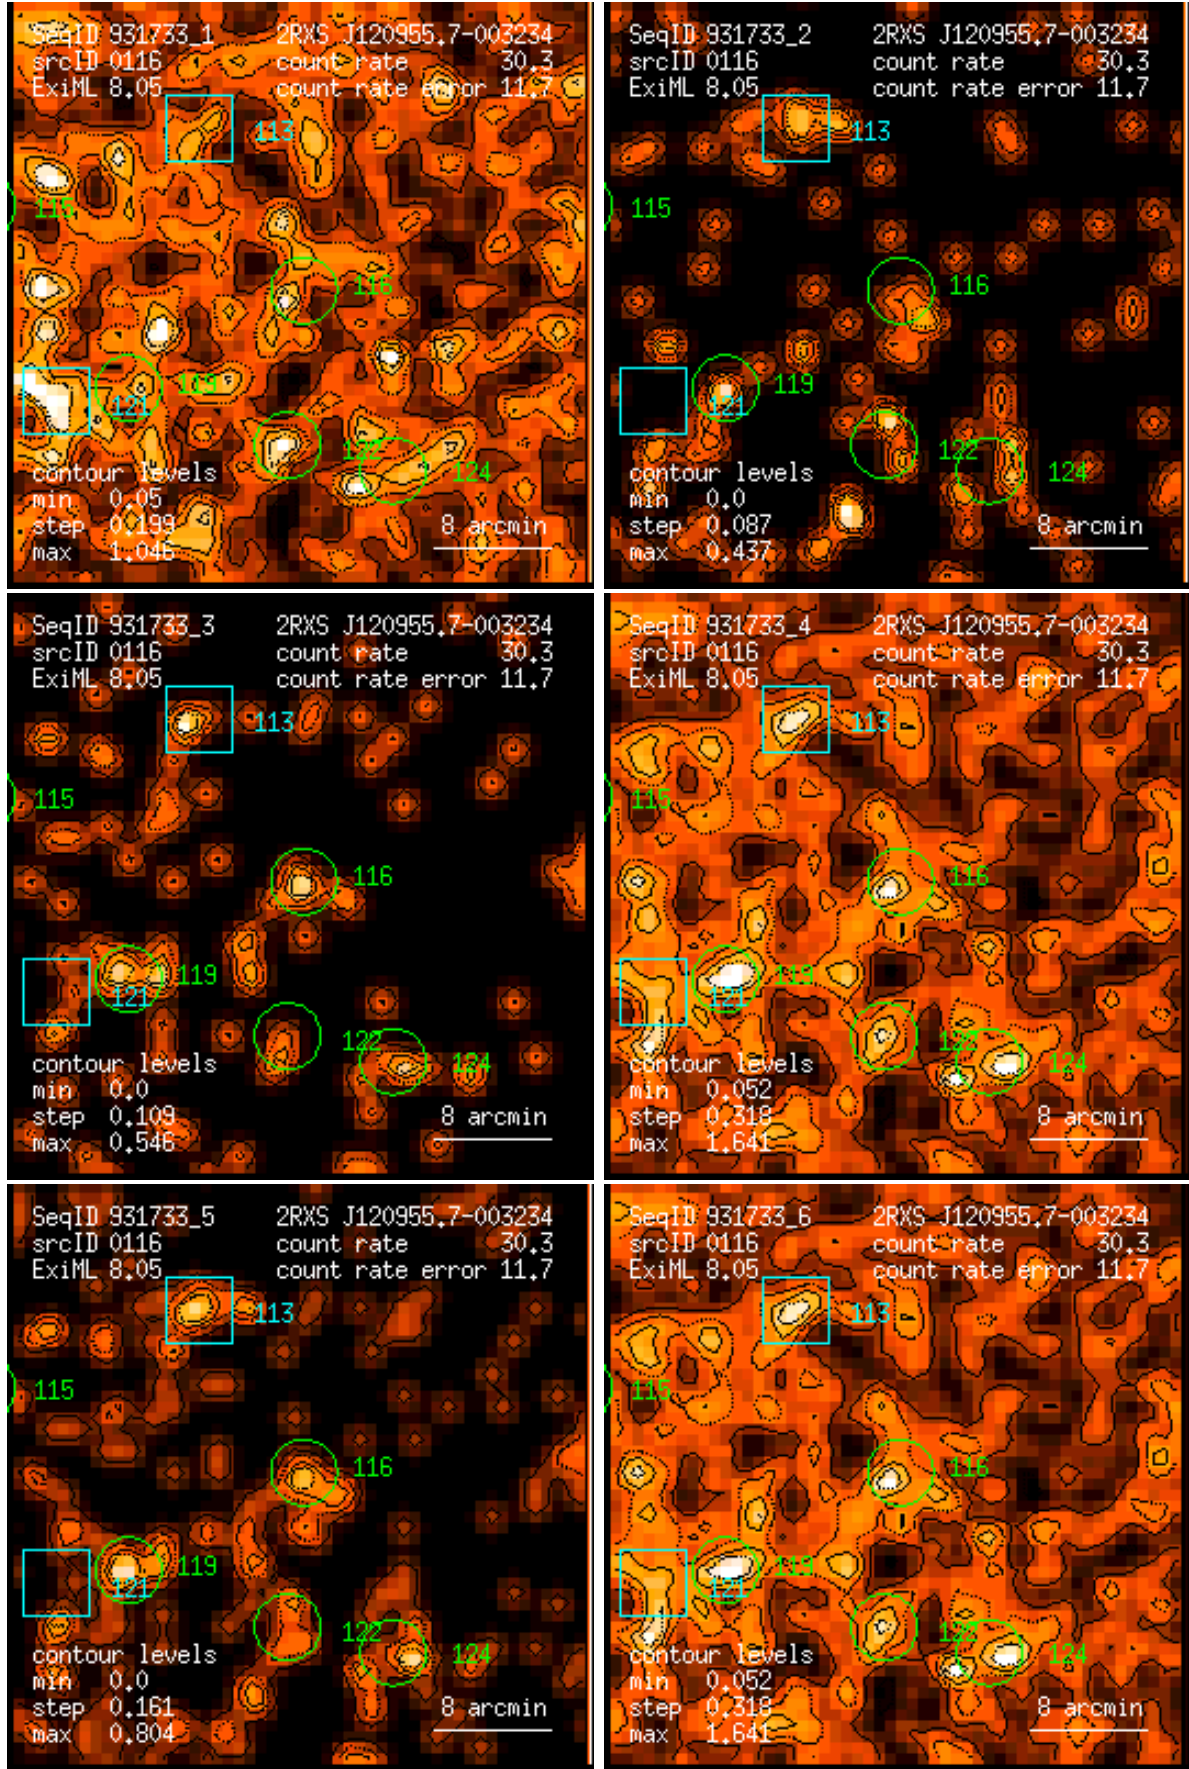 SeqID 931733_1 2RXS J120955.7-003234
srcID 0116 count rate 30.3
ExiML 8.05 count rate error 11.7
113
115
116
119
121
122
124
contour levels
min 0.05
step 0.199 8 arcmin
max 1.046
SeqID 931733_2 2RXS J120955.7-003234
srcID 0116 count rate 30.3
ExiML 8.05 count rate error 11.7
113
115
116
119
121
122
124
contour levels
min 0.0
step 0.087 8 arcmin
max 0.437
SeqID 931733_3 2RXS J120955.7-003234
srcID 0116 count rate 30.3
ExiML 8.05 count rate error 11.7
113
115
116
119
121
122
124
contour levels
min 0.0
step 0.109 8 arcmin
max 0.546
SeqID 931733_4 2RXS J120955.7-003234
srcID 0116 count rate 30.3
ExiML 8.05 count rate error 11.7
113
115
116
119
121
122
124
contour levels
min 0.052
step 0.318 8 arcmin
max 1.641
SeqID 931733_5 2RXS J120955.7-003234
srcID 0116 count rate 30.3
ExiML 8.05 count rate error 11.7
113
115
116
119
121
122
124
contour levels
min 0.0
step 0.161 8 arcmin
max 0.804
SeqID 931733_6 2RXS J120955.7-003234
srcID 0116 count rate 30.3
ExiML 8.05 count rate error 11.7
113
115
116
119
121
122
124
contour levels
min 0.052
step 0.318 8 arcmin
max 1.641